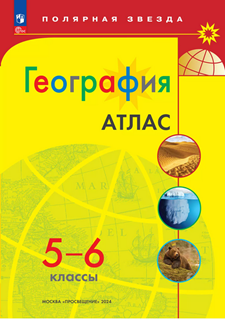 ПОЛЯРНАЯ ЗВЕЗДА
География
АТЛАС
5–6
классы
МОСКВА «ПРОСВЕЩЕНИЕ» 2024